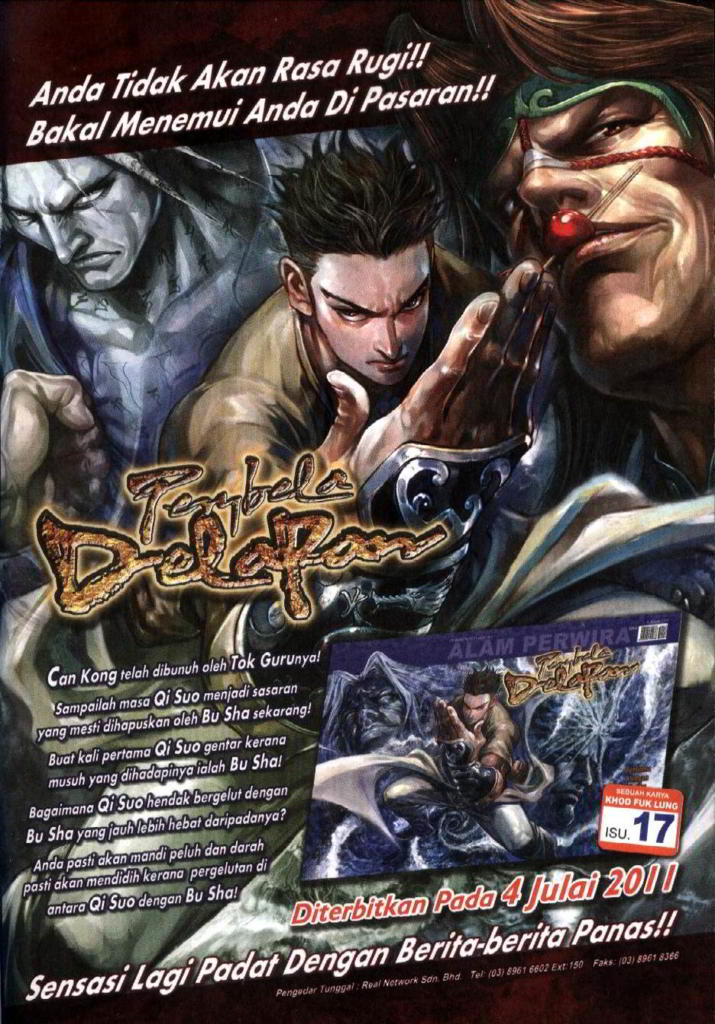 Anda Tidak Akan Rasa Rugi!!
Bakal Menemui Anda Di Pasaran!!
Pembela
Delapan
Can Kong telah dibunuh oleh Tok Gurunya!
Sampailah masa Qi Suo menjadi sasaran
yang mesti dihapuskan oleh Bu Sha sekarang!
Buat kali pertama Qi Suo gentar kerana
musuh yang dihadapinya ialah Bu Sha!
Bagaimana Qi Suo hendak bergelut dengan
Bu Sha yang jauh lebih hebat daripadanya?
Anda pasti akan mandi peluh dan darah
pasti akan mendidih kerana pergelutan di
antara Qi Suo dengan Bu Sha!
ALAM PERWIRA
Pembela
Delapan
SEBUAH KARYA
KHOO FUK LUNG
ISU. 17
Diterbitkan Pada 4 Julai 2011
Sensasi Lagi Padat Dengan Berita-berita Panas!!
Pengedar Tunggal : Real Network Sdn. Bhd. Tel: (03) 8961 6602 Ext:150 Faks: (03) 8961 8366